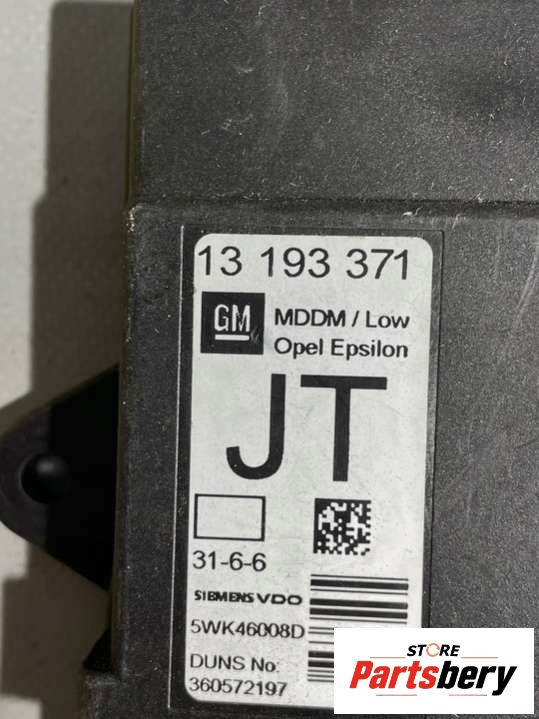 13 193 371
GM
MDDM / Low
Opel Epsilon
JT
31-6-6
SIEMENS VDO
5WK46008D
DUNS No:
360572197
STORE
Partsbery